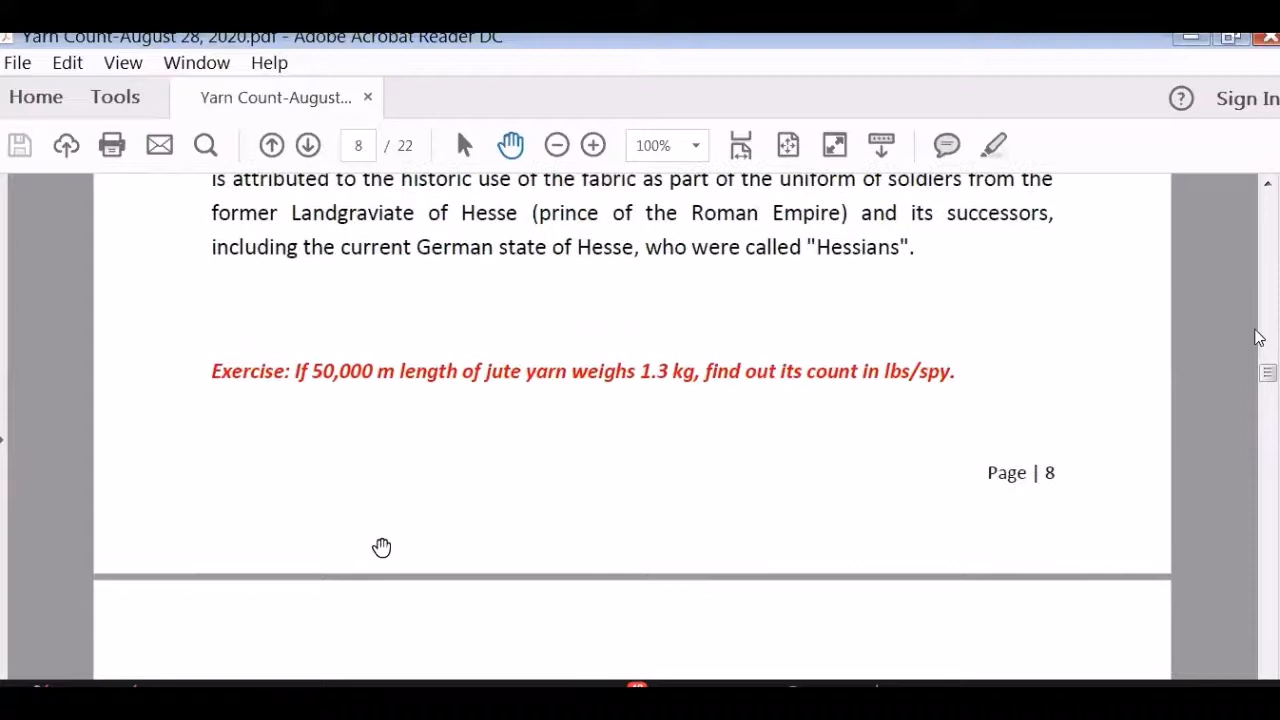 Yarn Count-August 28, 2020.pdf - Adobe Acrobat Reader DC
File Edit View Window Help
Home Tools Yarn Count-August... × ? Sign In
8 / 22 100%
is attributed to the historic use of the fabric as part of the uniform of soldiers from the
former Landgraviate of Hesse (prince of the Roman Empire) and its successors,
including the current German state of Hesse, who were called "Hessians".
Exercise: If 50,000 m length of jute yarn weighs 1.3 kg, find out its count in lbs/spy.
Page | 8